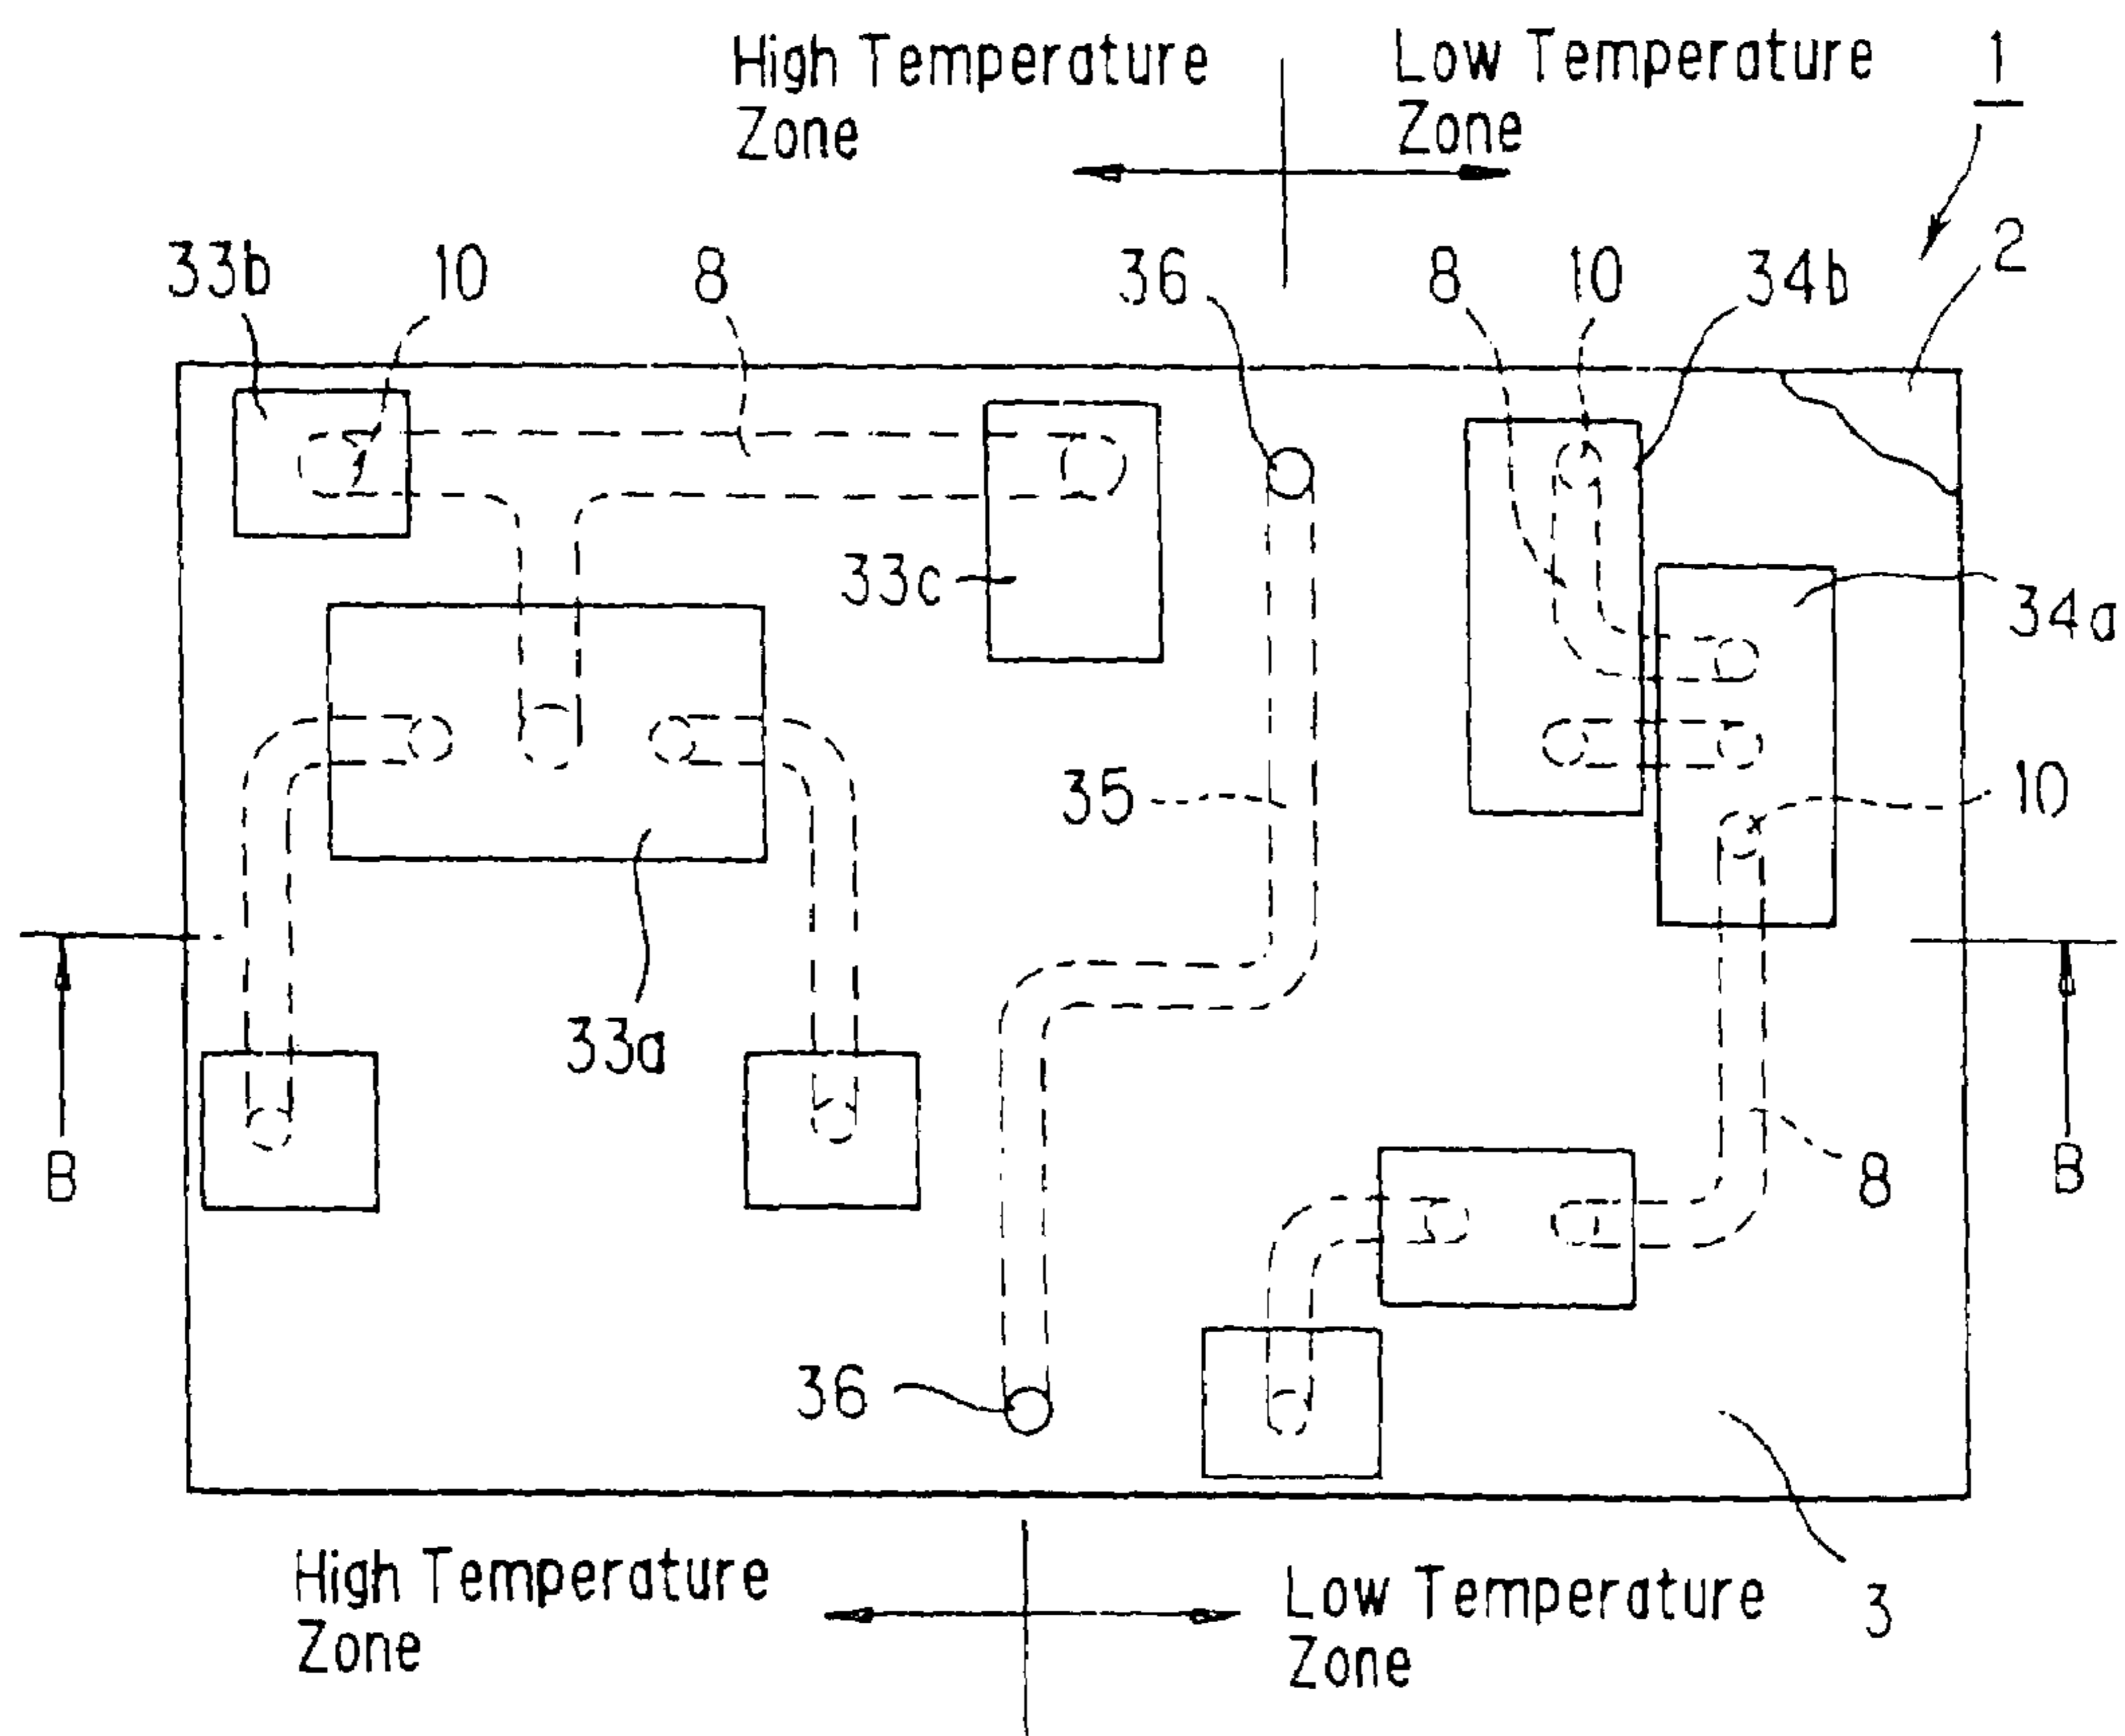 High Temperature
Zone
Low Temperature
Zone
1
33b
10
8
36
8
10
34b
2
33c
34a
35
10
33a
B
8
B
36
High Temperature
Zone
Low Temperature
Zone
3